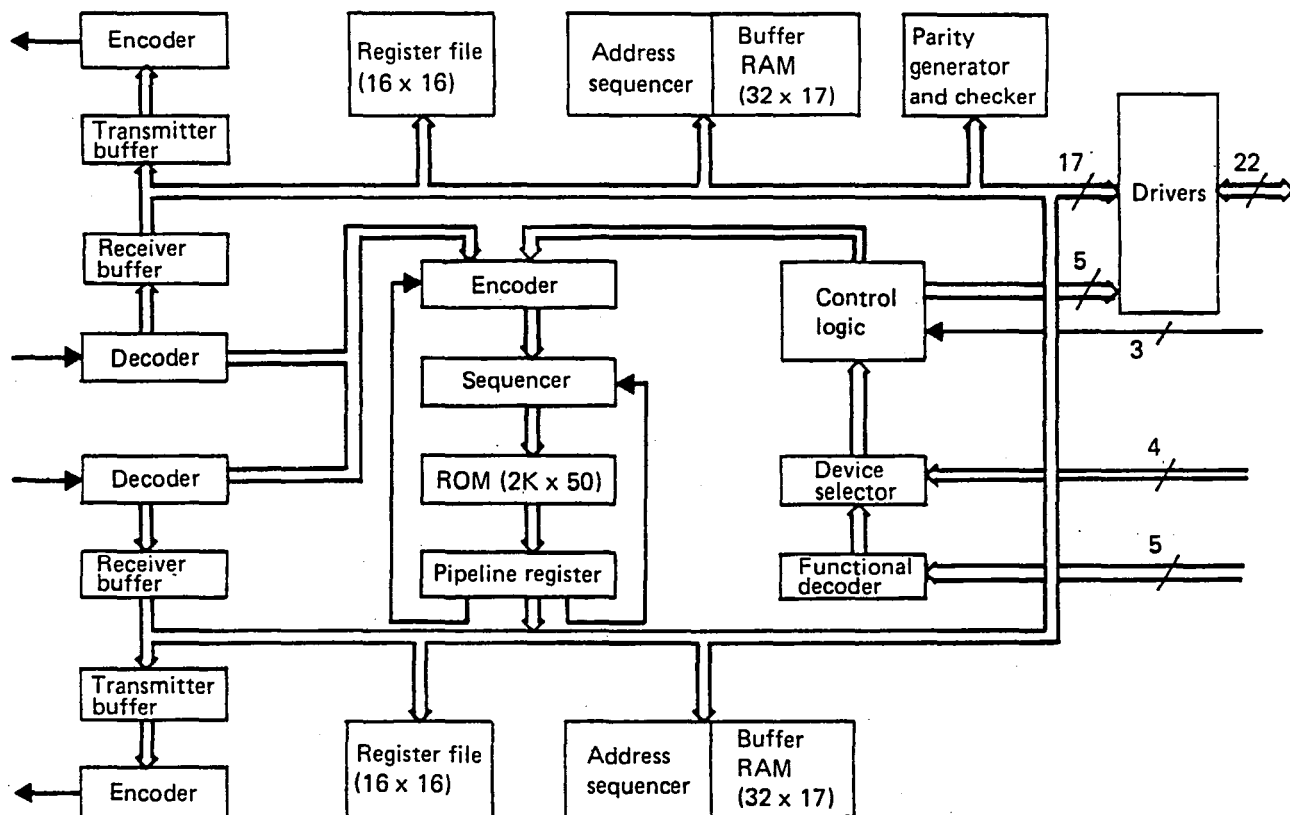 Encoder
Register file
(16 x 16)
Address
sequencer
Buffer
RAM
(32 x 17)
Parity
generator
and checker
Transmitter
buffer
17
22
Drivers
Receiver
buffer
Encoder
Control
logic
5
3
Decoder
Sequencer
Decoder
ROM (2K x 50)
Device
selector
4
Receiver
buffer
Pipeline register
Functional
decoder
5
Transmitter
buffer
Register file
(16 x 16)
Address
sequencer
Buffer
RAM
(32 x 17)
Encoder